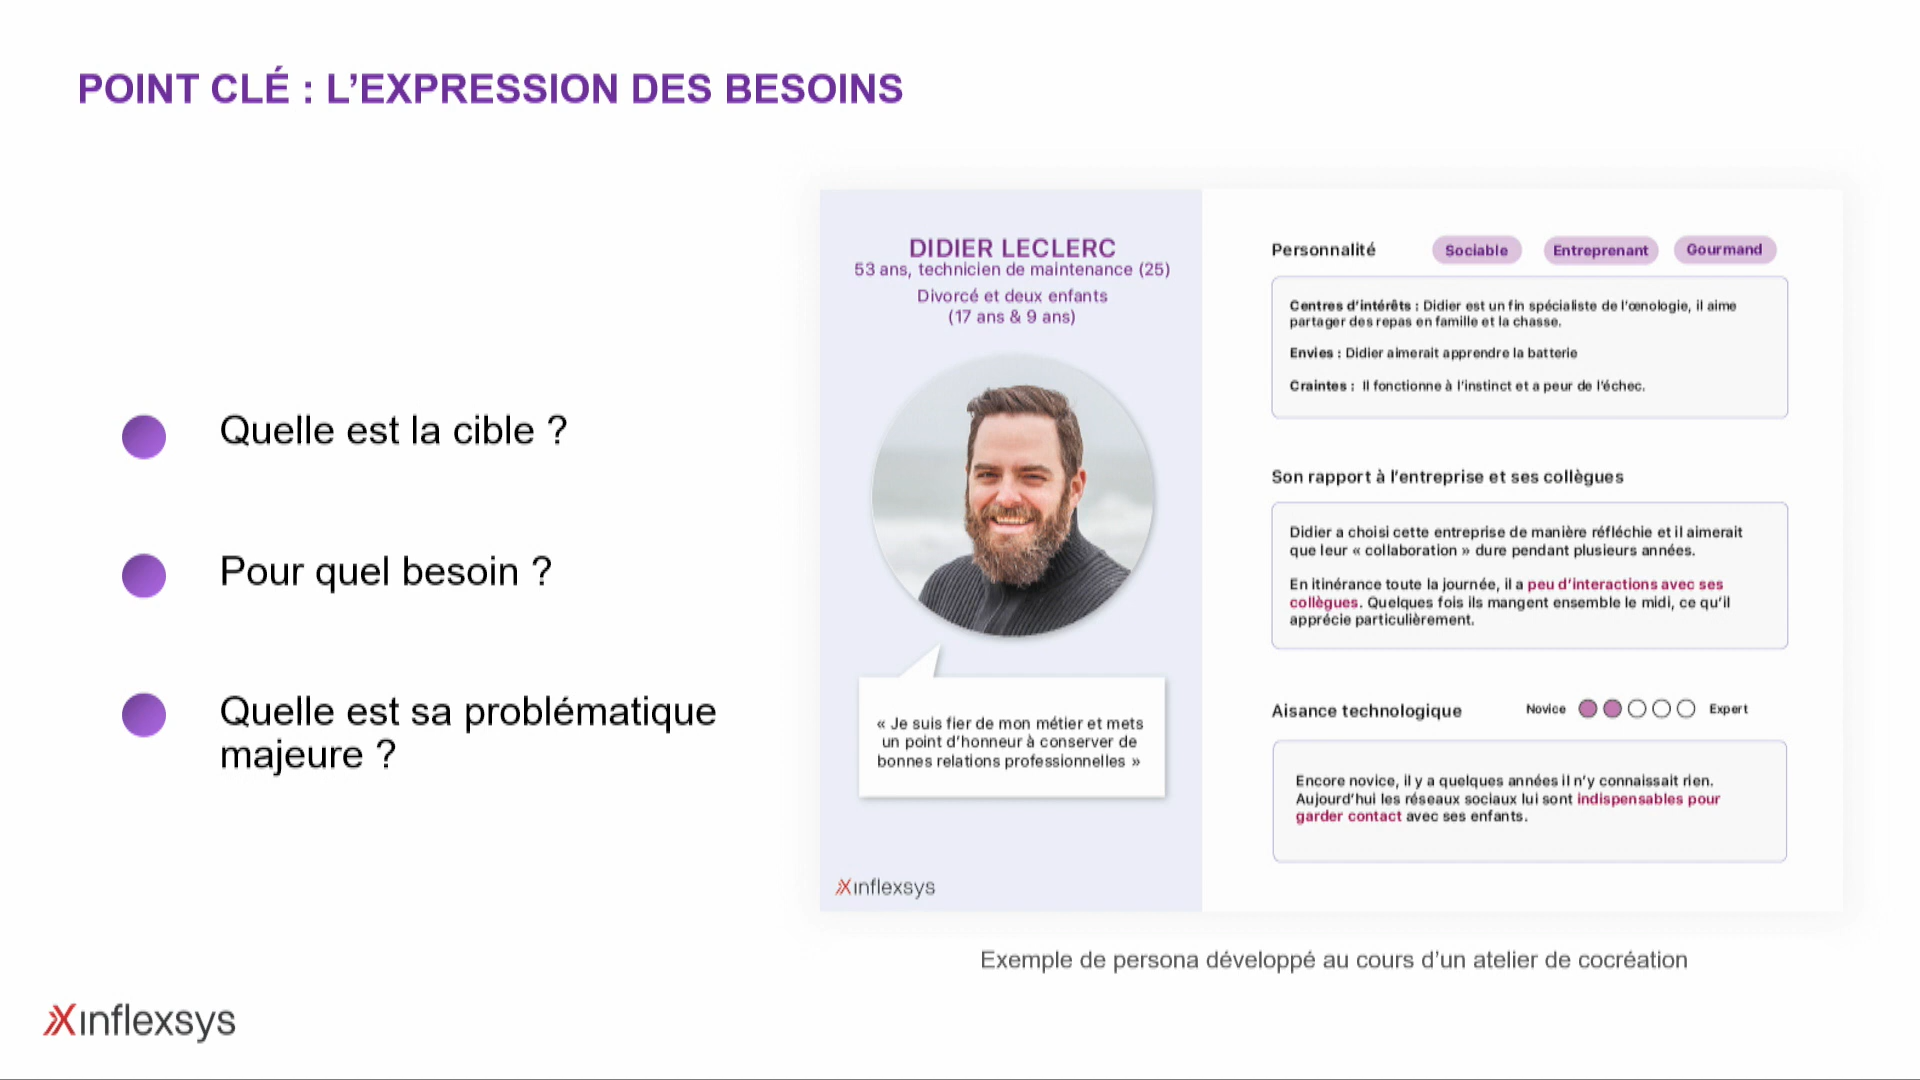 POINT CLÉ : L’EXPRESSION DES BESOINS
Quelle est la cible ?
Pour quel besoin ?
Quelle est sa problématique
majeure ?
DIDIER LECLERC
53 ans, technicien de maintenance (25)
Divorcé et deux enfants
(17 ans & 9 ans)
« Je suis fier de mon métier et mets
un point d’honneur à conserver de
bonnes relations professionnelles »
inflexsys
Personnalité
Sociable
Entreprenant
Gourmand
Centres d’intérêts : Didier est un fin spécialiste de l’œnologie, il aime
partager des repas en famille et la chasse.
Envies : Didier aimerait apprendre la batterie
Craintes : Il fonctionne à l’instinct et a peur de l’échec.
Son rapport à l’entreprise et ses collègues
Didier a choisi cette entreprise de manière réfléchie et il aimerait
que leur « collaboration » dure pendant plusieurs années.
En itinérance toute la journée, il a peu d’interactions avec ses
collègues. Quelques fois ils mangent ensemble le midi, ce qu’il
apprécie particulièrement.
Aisance technologique
Novice
Expert
Encore novice, il y a quelques années il n’y connaissait rien.
Aujourd’hui les réseaux sociaux lui sont indispensables pour
garder contact avec ses enfants.
Exemple de persona développé au cours d’un atelier de cocréation
inflexsys